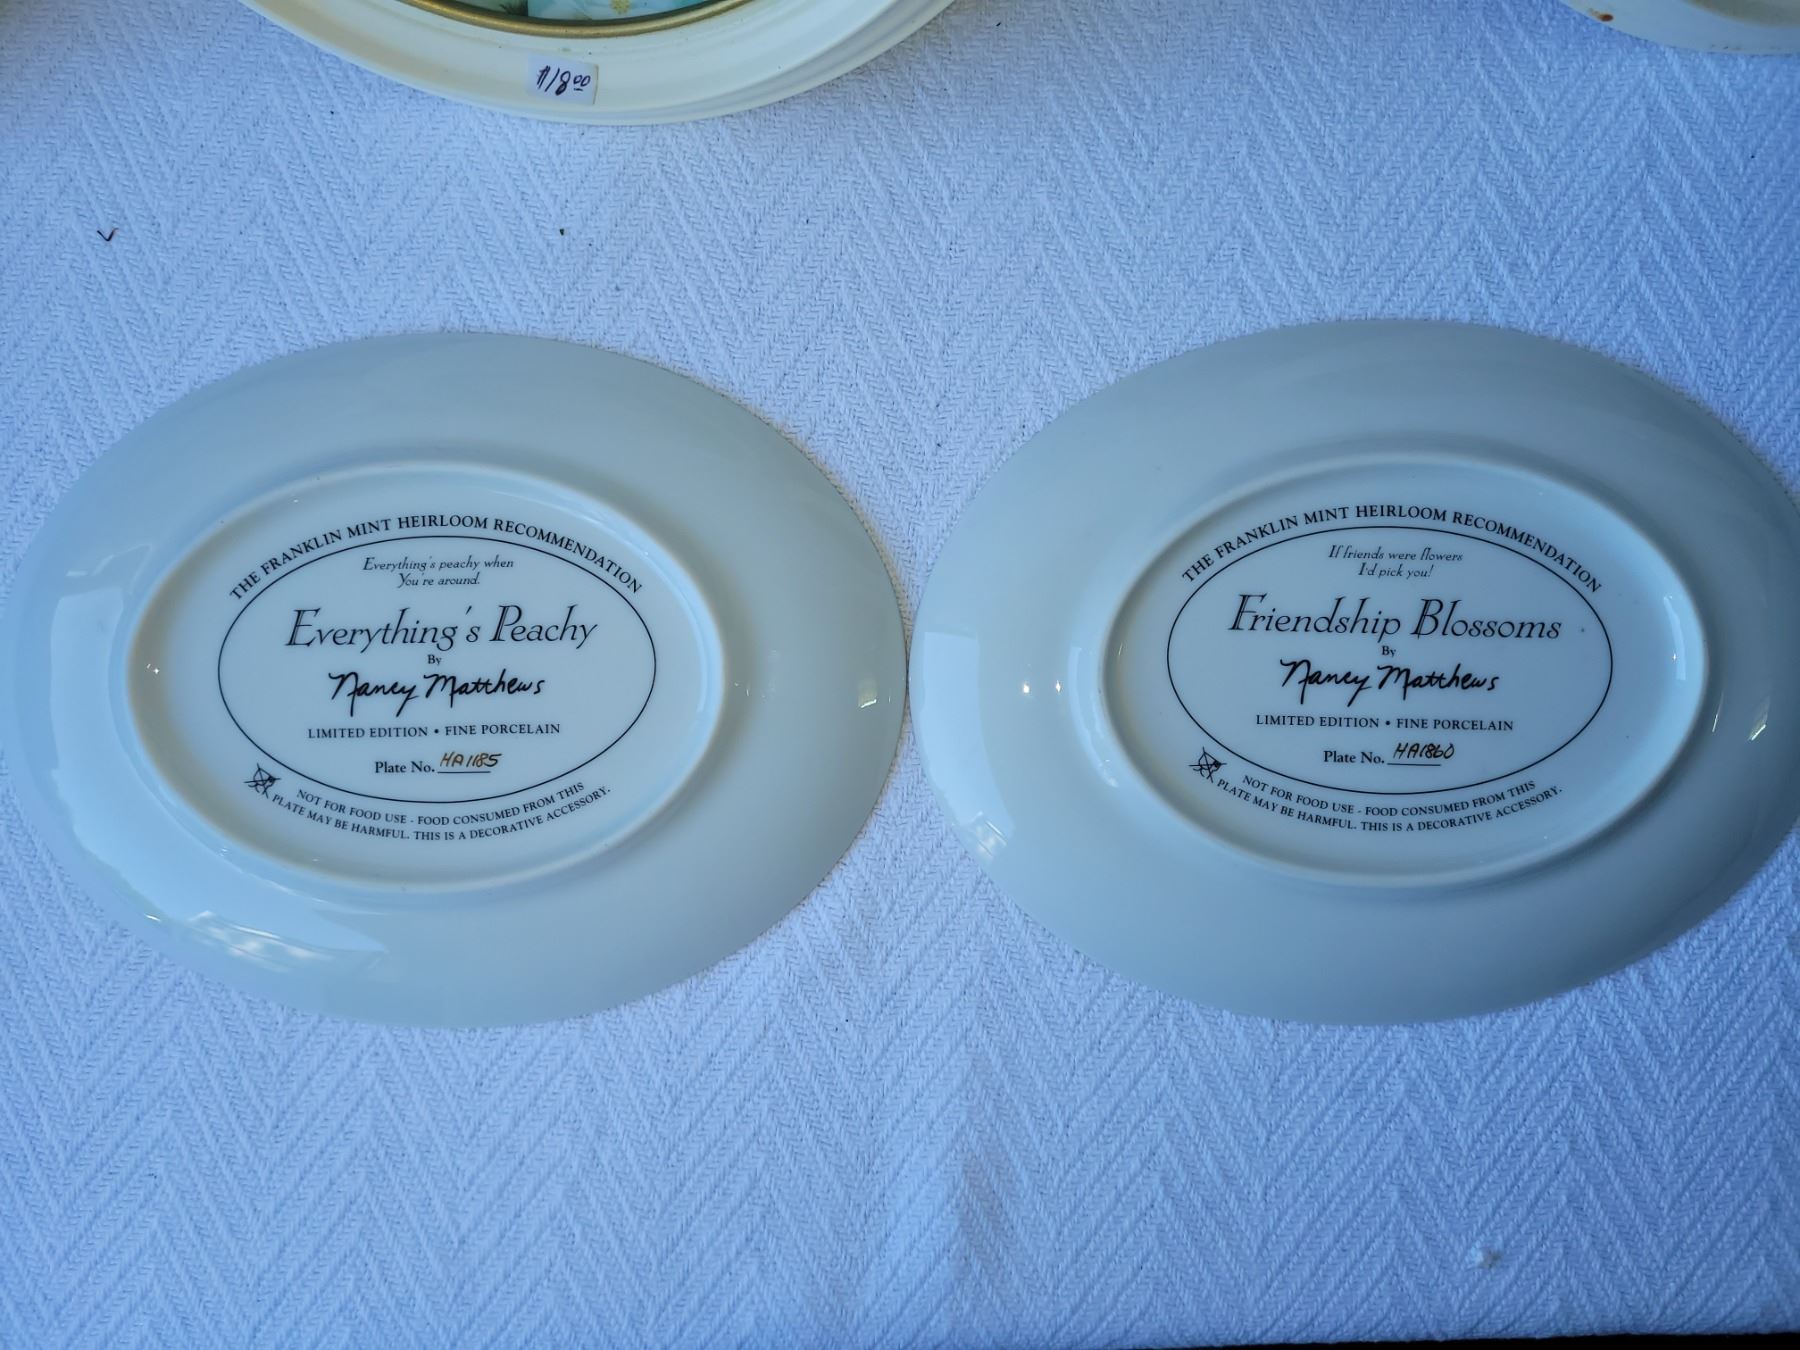 $18.00
THE FRANKLIN MINT HEIRLOOM RECOMMENDATION
Everything's peachy when
You're around.
Everything's Peachy
By
Nancy Matthews
LIMITED EDITION • FINE PORCELAIN
Plate No. HA1185
NOT FOR FOOD USE - FOOD CONSUMED FROM THIS
PLATE MAY BE HARMFUL. THIS IS A DECORATIVE ACCESSORY.
THE FRANKLIN MINT HEIRLOOM RECOMMENDATION
If friends were flowers
I'd pick you!
Friendship Blossoms
By
Nancy Matthews
LIMITED EDITION • FINE PORCELAIN
Plate No. HA1860
NOT FOR FOOD USE - FOOD CONSUMED FROM THIS
PLATE MAY BE HARMFUL. THIS IS A DECORATIVE ACCESSORY.